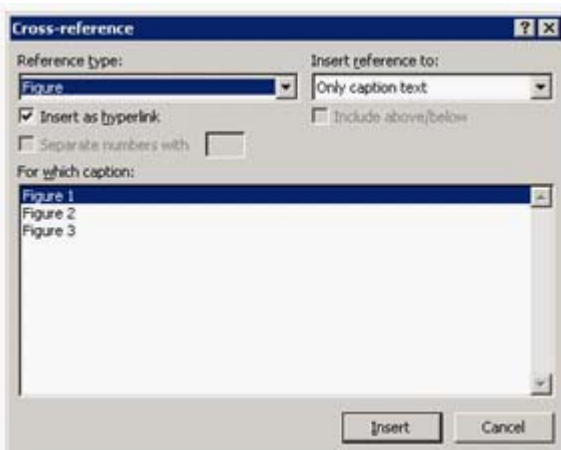 Cross-reference
Reference type:
Insert reference to:
Figure
Only caption text
Insert as hyperlink
Include above/below
Separate numbers with
For which caption:
Figure 1
Figure 2
Figure 3
Insert
Cancel